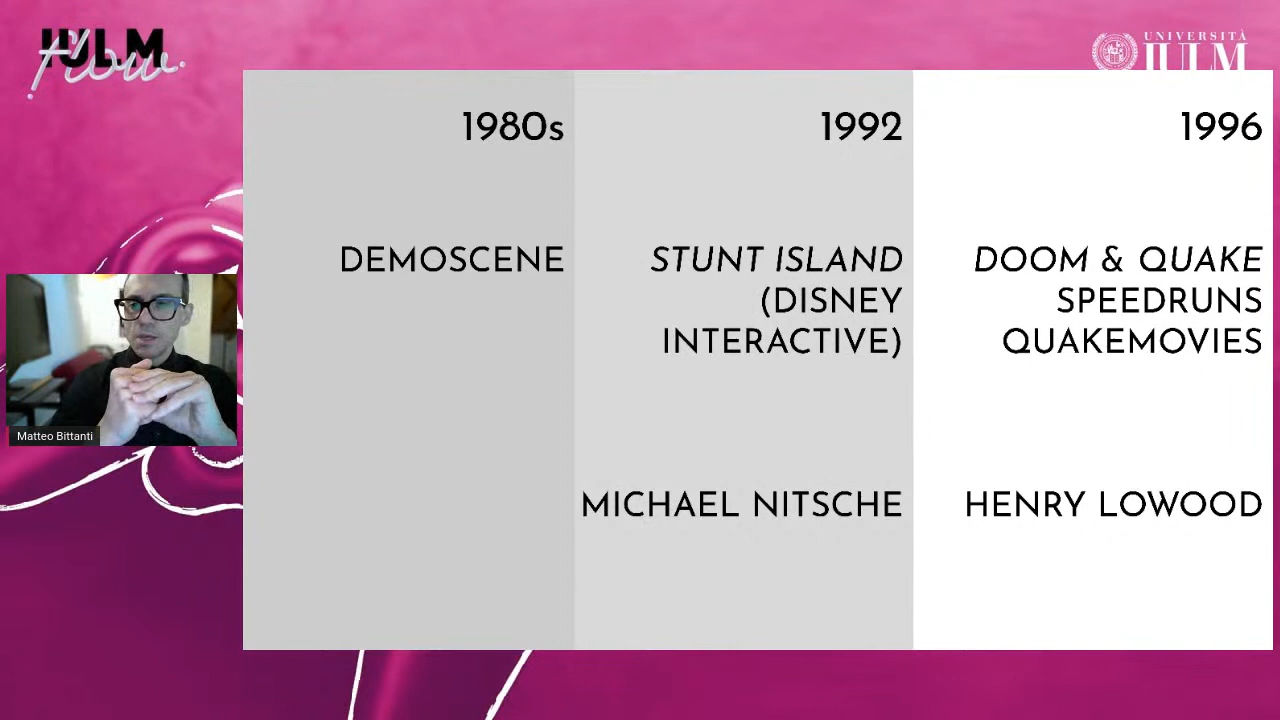 IULM
flow.
UNIVERSITÀ
IULM
1980s
DEMOSCENE
1992
STUNT ISLAND
(DISNEY
INTERACTIVE)
MICHAEL NITSCHE
1996
DOOM & QUAKE
SPEEDRUNS
QUAKEMOVIES
HENRY LOWOOD
Matteo Bittanti